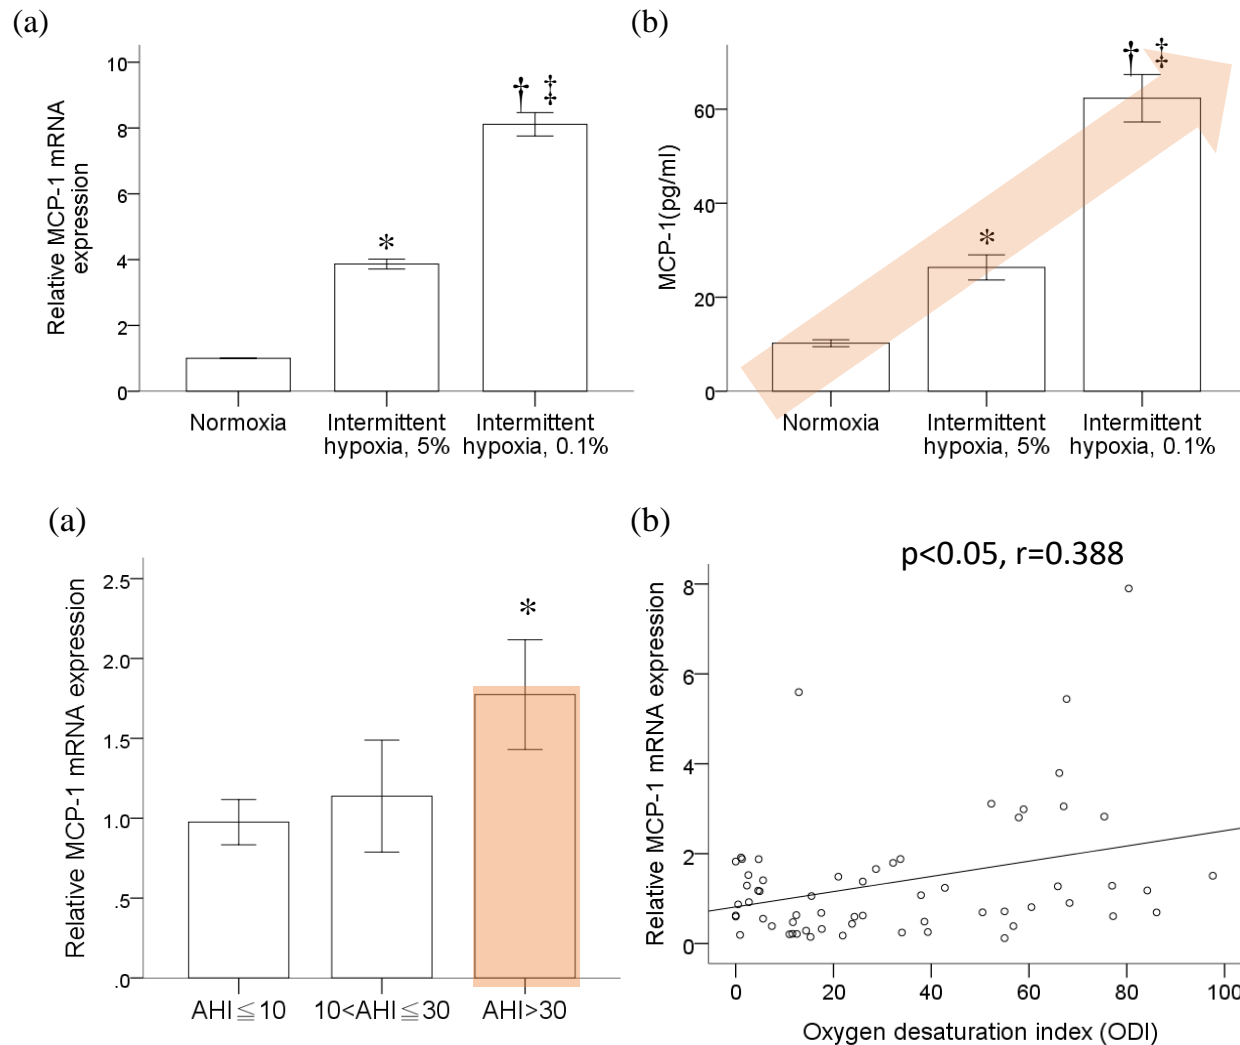 (a)
10
8
6
4
2
0
Relative MCP-1 mRNA
expression
*
† ‡
Normoxia
Intermittent
hypoxia, 5%
Intermittent
hypoxia, 0.1%
(b)
60
40
20
0
MCP-1(pg/ml)
*
† ‡
Normoxia
Intermittent
hypoxia, 5%
Intermittent
hypoxia, 0.1%
(a)
2.5
2.0
1.5
1.0
.5
.0
Relative MCP-1 mRNA expression
*
AHI≦10
10<AHI≦30
AHI>30
(b)
p<0.05, r=0.388
8
6
4
2
0
Relative MCP-1 mRNA expression
0 20 40 60 80 100
Oxygen desaturation index (ODI)